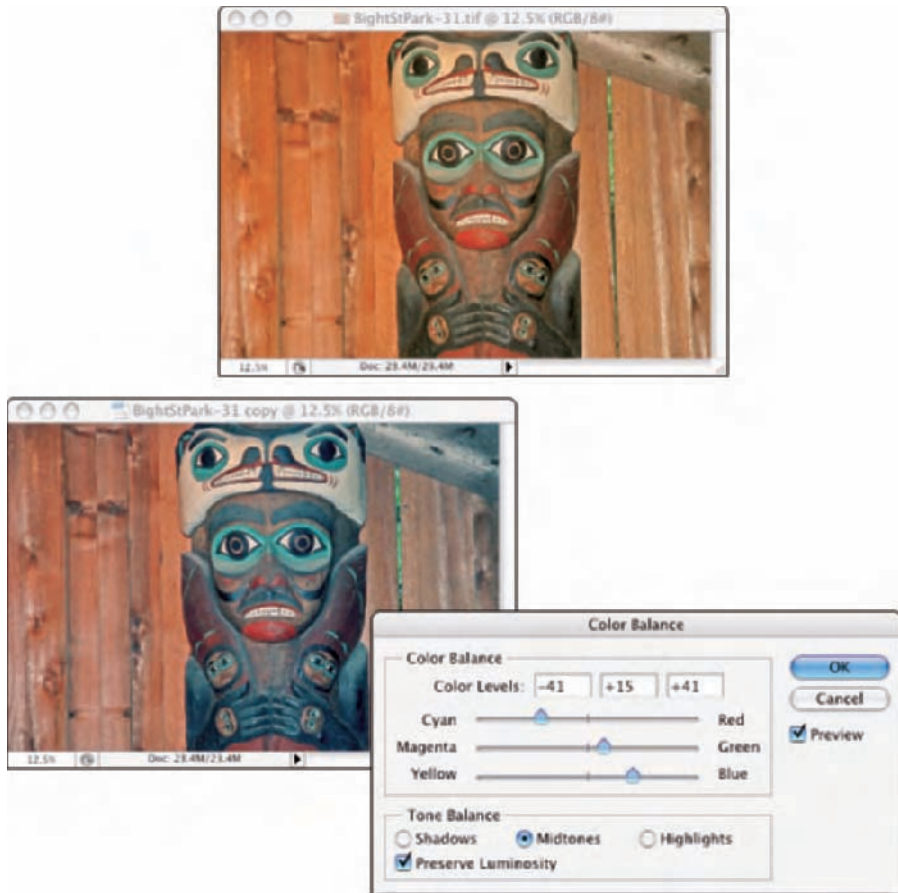 BightStPark-31.tif @ 12.5% (RGB/8#)
12.5%
Doc: 23.4M/23.4M
BightStPark-31 copy @ 12.5% (RGB/8#)
12.5%
Doc: 23.4M/23.4M
Color Balance
Color Balance
Color Levels: -41 +15 +41
Cyan Red
Magenta Green
Yellow Blue
OK
Cancel
Preview
Tone Balance
Shadows Midtones Highlights
Preserve Luminosity